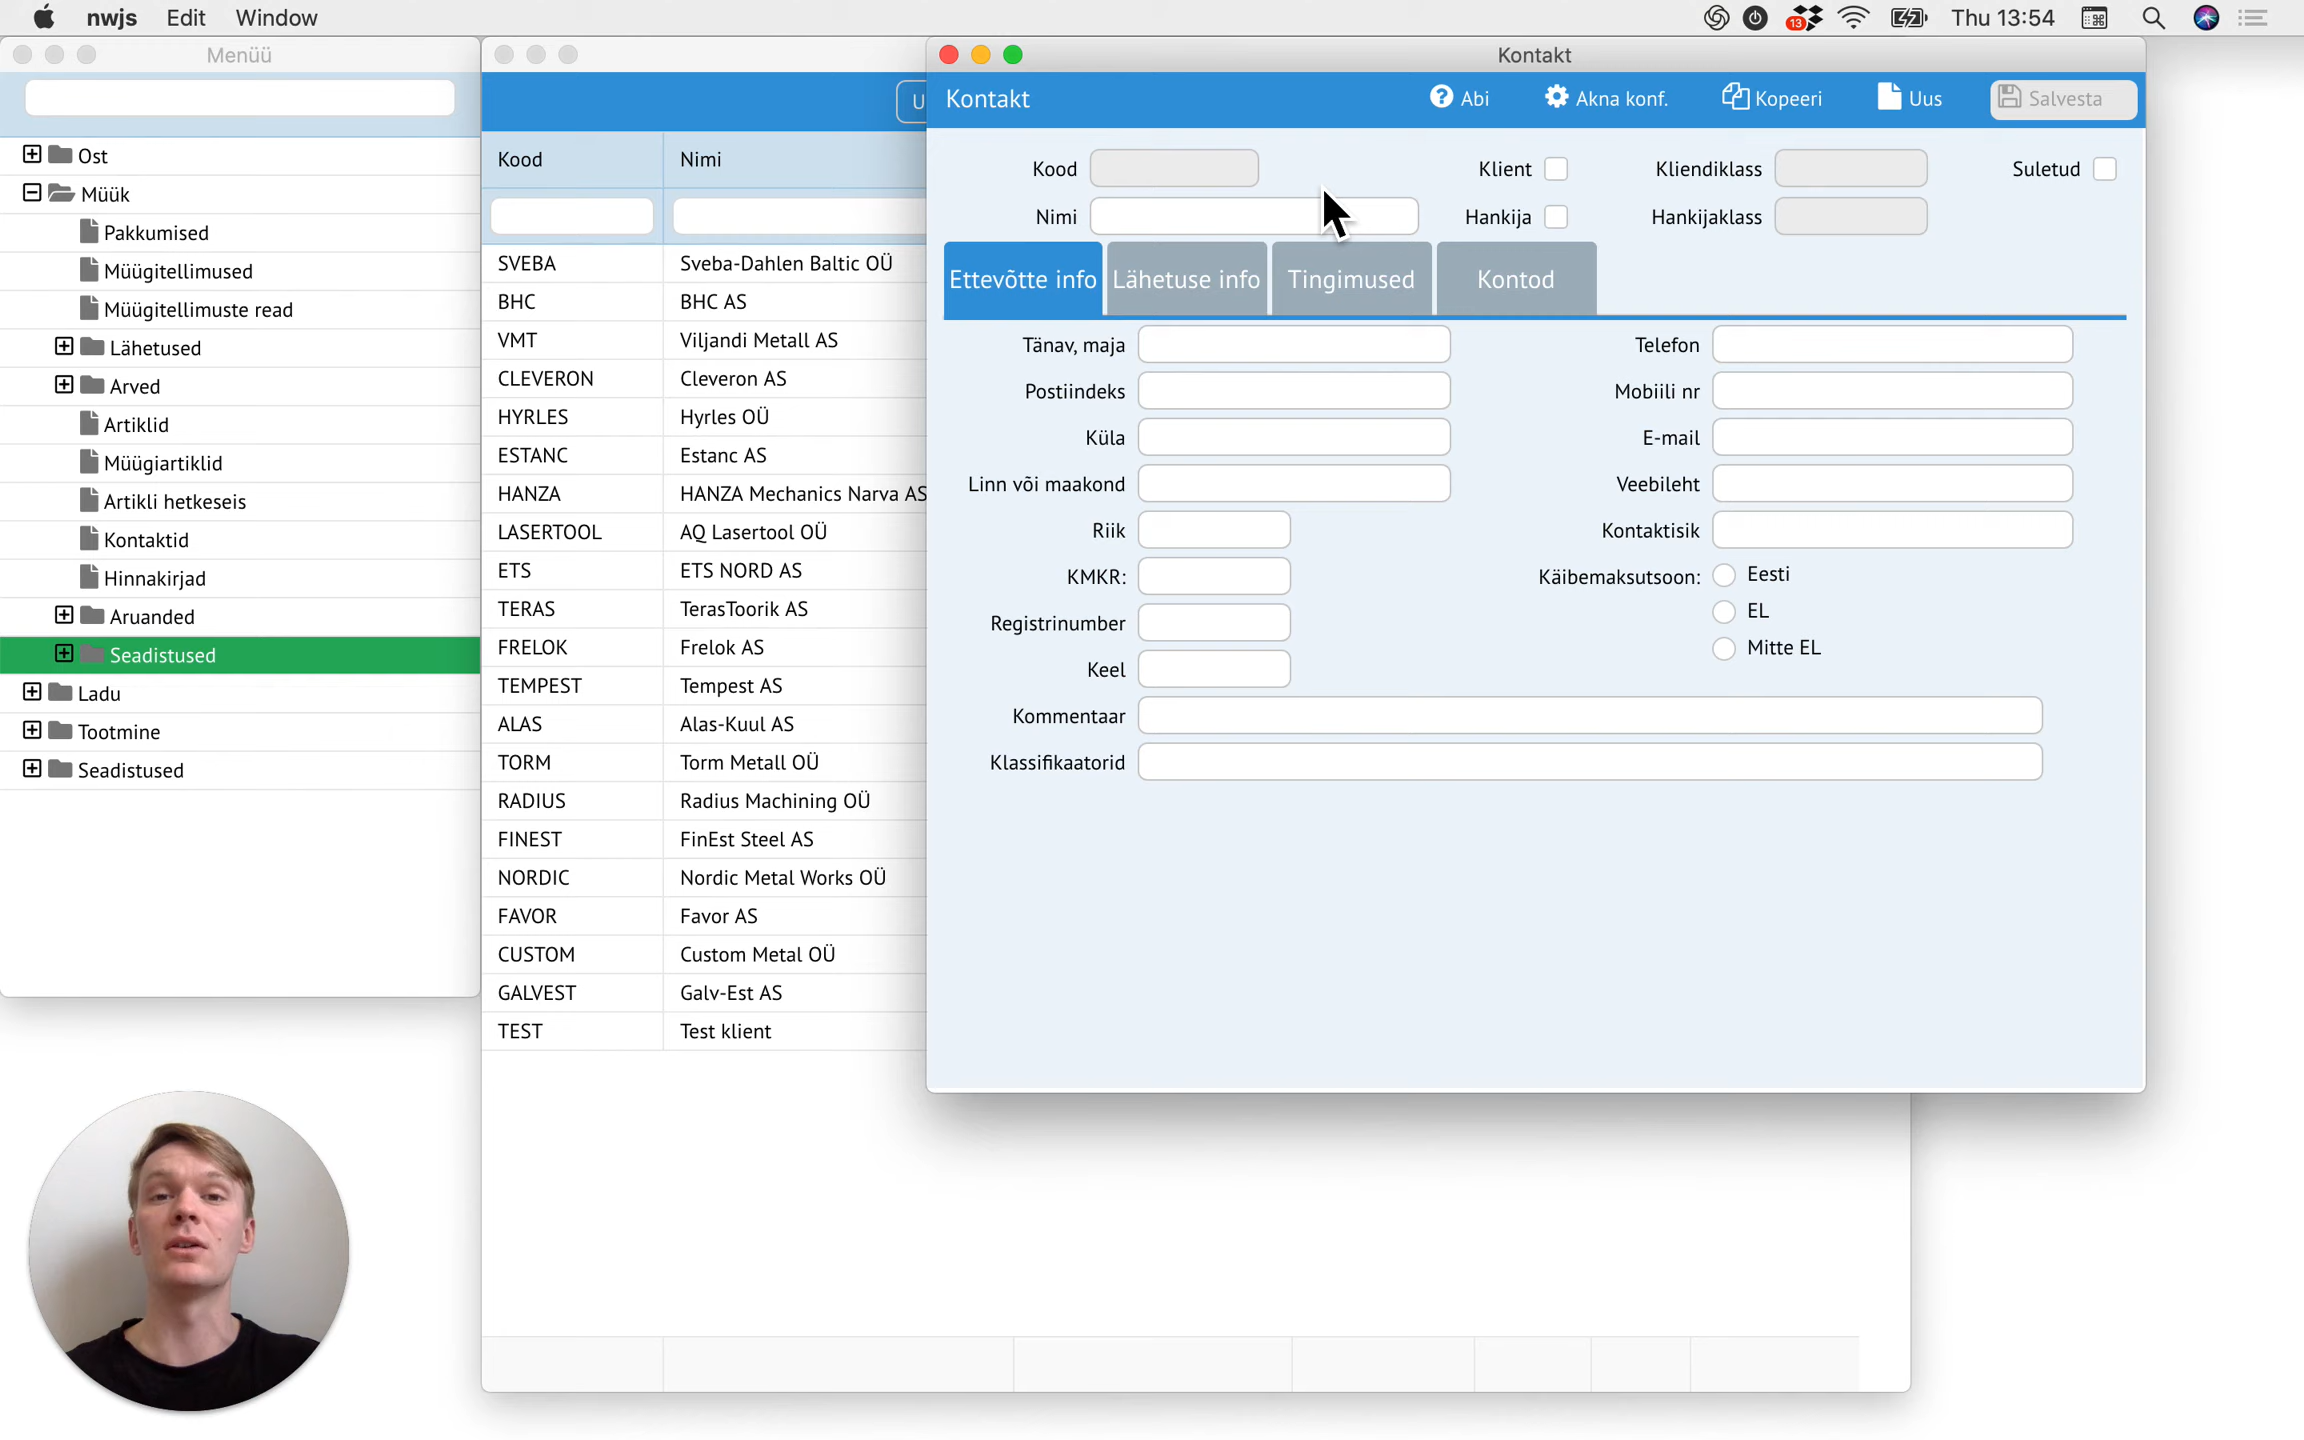 nwjs Edit Window
13
Thu 13:54
Menüü
Ost
Müük
Pakkumised
Müügitellimused
Müügitellimuste read
Lähetused
Arved
Artiklid
Müügiartiklid
Artikli hetkeseis
Kontaktid
Hinnakirjad
Aruanded
Seadistused
Ladu
Tootmine
Seadistused
Kood Nimi
SVEBA Sveba-Dahlen Baltic OÜ
BHC BHC AS
VMT Viljandi Metall AS
CLEVERON Cleveron AS
HYRLES Hyrles OÜ
ESTANC Estanc AS
HANZA HANZA Mechanics Narva AS
LASERTOOL AQ Lasertool OÜ
ETS ETS NORD AS
TERAS TerasToorik AS
FRELOK Frelok AS
TEMPEST Tempest AS
ALAS Alas-Kuul AS
TORM Torm Metall OÜ
RADIUS Radius Machining OÜ
FINEST FinEst Steel AS
NORDIC Nordic Metal Works OÜ
FAVOR Favor AS
CUSTOM Custom Metal OÜ
GALVEST Galv-Est AS
TEST Test klient
Kontakt
Kontakt Abi Akna konf. Kopeeri Uus Salvesta
Kood Klient Kliendiklass Suletud
Nimi Hankija Hankijaklass
Ettevõtte info Lähetuse info Tingimused Kontod
Tänav, maja Telefon
Postiindeks Mobiili nr
Küla E-mail
Linn või maakond Veebileht
Riik Kontaktisik
KMKR: Käibemaksutsoon: Eesti
EL
Registrinumber
Mitte EL
Keel
Kommentaar
Klassifikaatorid